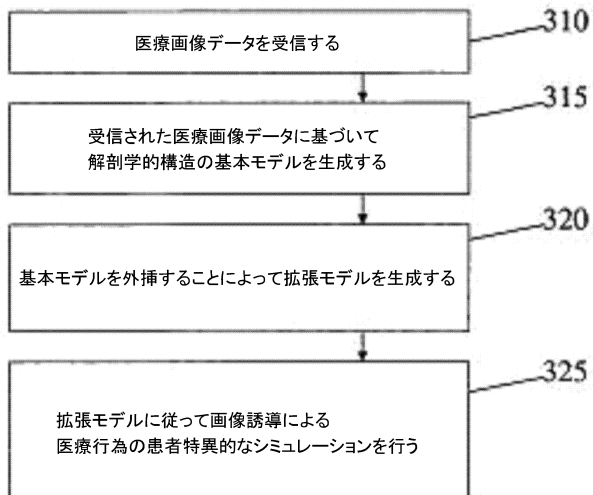 医療画像データを受信する
310
受信された医療画像データに基づいて
解剖学的構造の基本モデルを生成する
315
基本モデルを外挿することによって拡張モデルを生成する
320
拡張モデルに従って画像誘導による
医療行為の患者特異的なシミュレーションを行う
325